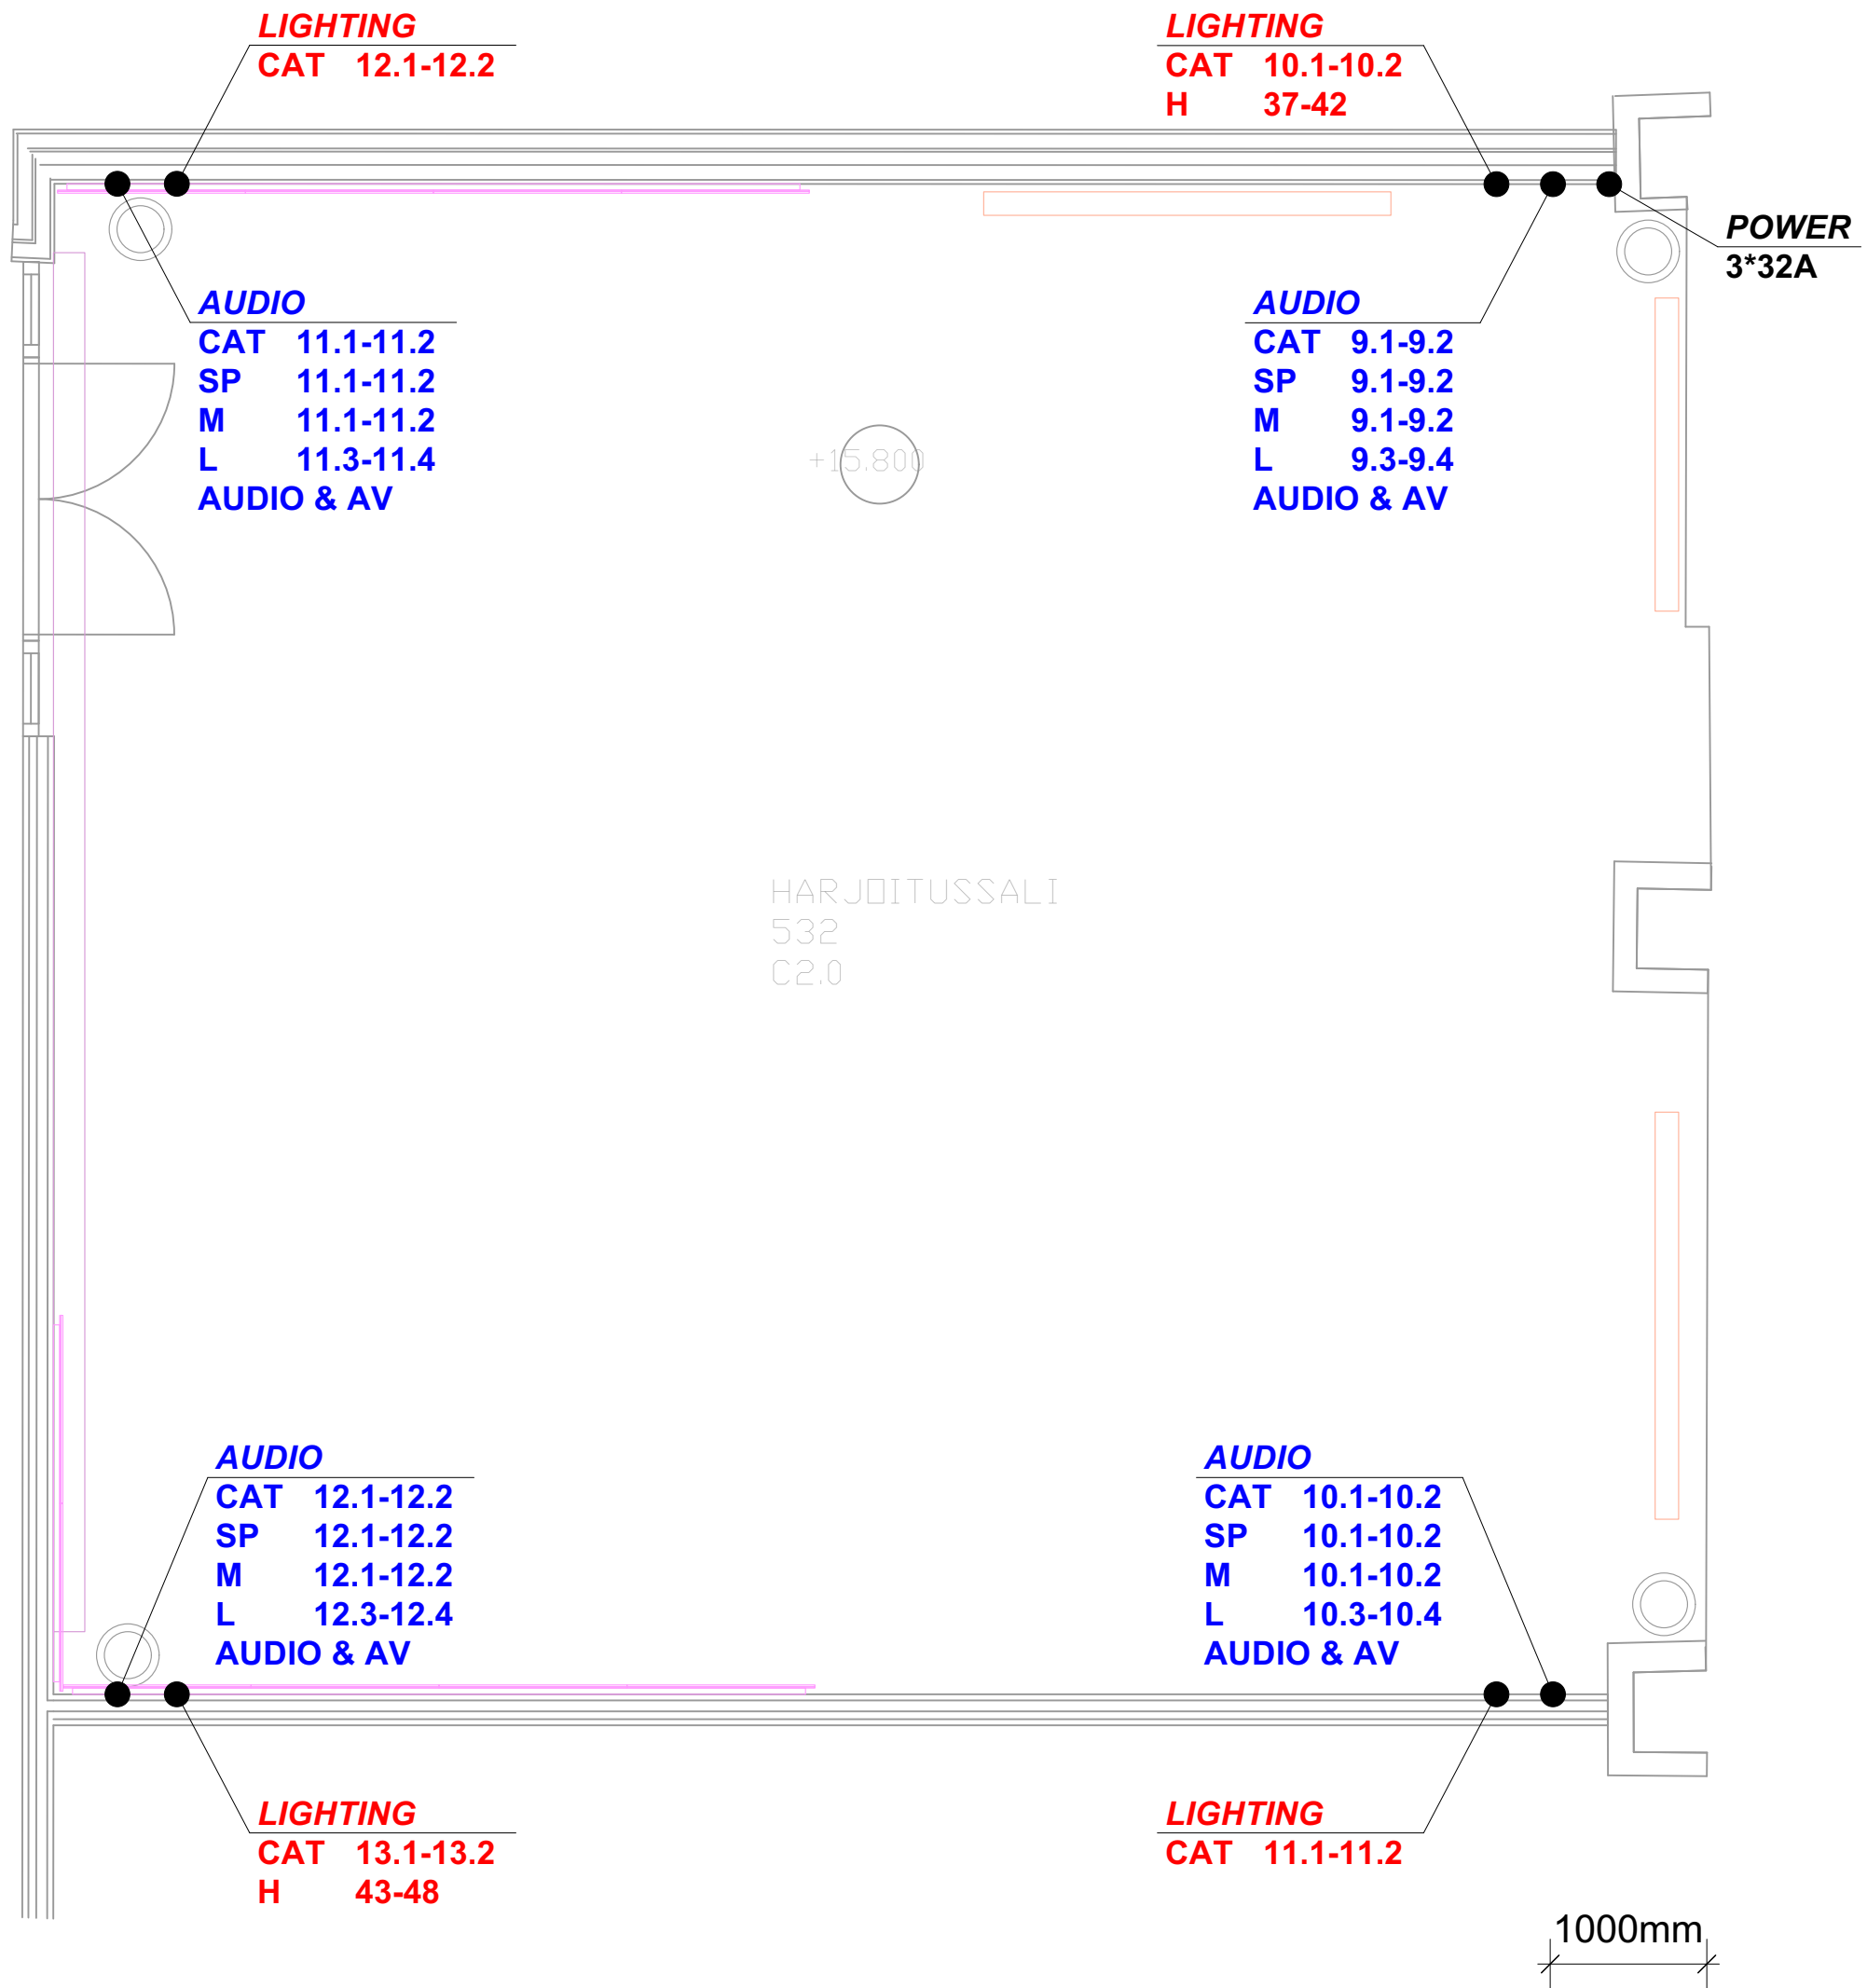 LIGHTING
CAT 12.1-12.2
LIGHTING
CAT 10.1-10.2
H 37-42
POWER
3*32A
AUDIO
CAT 11.1-11.2
SP 11.1-11.2
M 11.1-11.2
L 11.3-11.4
AUDIO & AV
AUDIO
CAT 9.1-9.2
SP 9.1-9.2
M 9.1-9.2
L 9.3-9.4
AUDIO & AV
+15.800
HARJOITUSSALI
532
C2.0
AUDIO
CAT 12.1-12.2
SP 12.1-12.2
M 12.1-12.2
L 12.3-12.4
AUDIO & AV
AUDIO
CAT 10.1-10.2
SP 10.1-10.2
M 10.1-10.2
L 10.3-10.4
AUDIO & AV
LIGHTING
CAT 13.1-13.2
H 43-48
LIGHTING
CAT 11.1-11.2
1000mm